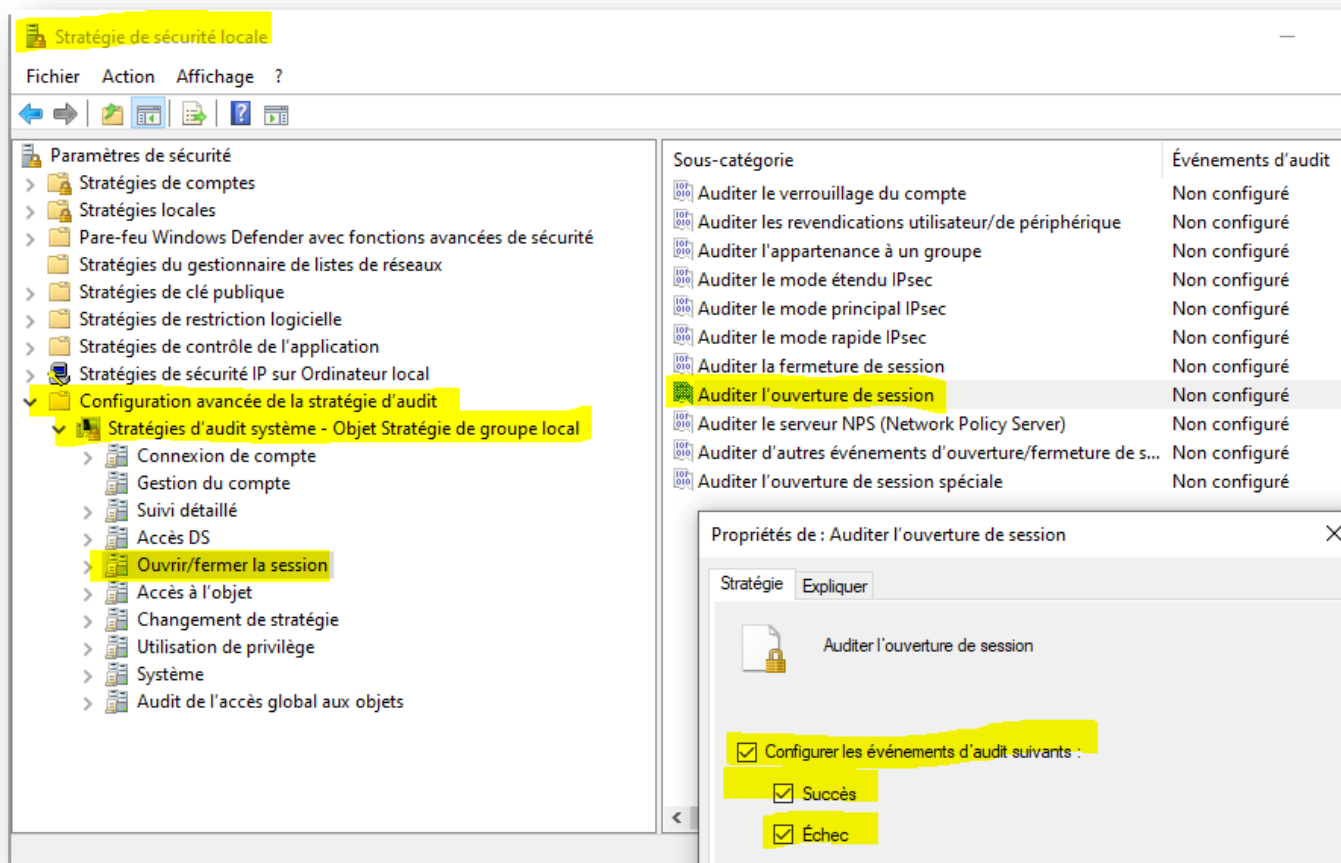 Stratégie de sécurité locale
Fichier Action Affichage ?
Paramètres de sécurité
Stratégies de comptes
Stratégies locales
Pare-feu Windows Defender avec fonctions avancées de sécurité
Stratégies du gestionnaire de listes de réseaux
Stratégies de clé publique
Stratégies de restriction logicielle
Stratégies de contrôle de l'application
Stratégies de sécurité IP sur Ordinateur local
Configuration avancée de la stratégie d'audit
Stratégies d'audit système - Objet Stratégie de groupe local
Connexion de compte
Gestion du compte
Suivi détaillé
Accès DS
Ouvrir/fermer la session
Accès à l'objet
Changement de stratégie
Utilisation de privilège
Système
Audit de l'accès global aux objets
Sous-catégorie Événements d'audit
Auditer le verrouillage du compte Non configuré
Auditer les revendications utilisateur/de périphérique Non configuré
Auditer l'appartenance à un groupe Non configuré
Auditer le mode étendu IPsec Non configuré
Auditer le mode principal IPsec Non configuré
Auditer le mode rapide IPsec Non configuré
Auditer la fermeture de session Non configuré
Auditer l'ouverture de session Non configuré
Auditer le serveur NPS (Network Policy Server) Non configuré
Auditer d'autres événements d'ouverture/fermeture de s... Non configuré
Auditer l'ouverture de session spéciale Non configuré
Propriétés de : Auditer l'ouverture de session
Stratégie Expliquer
Auditer l'ouverture de session
Configurer les événements d'audit suivants :
Succès
Échec